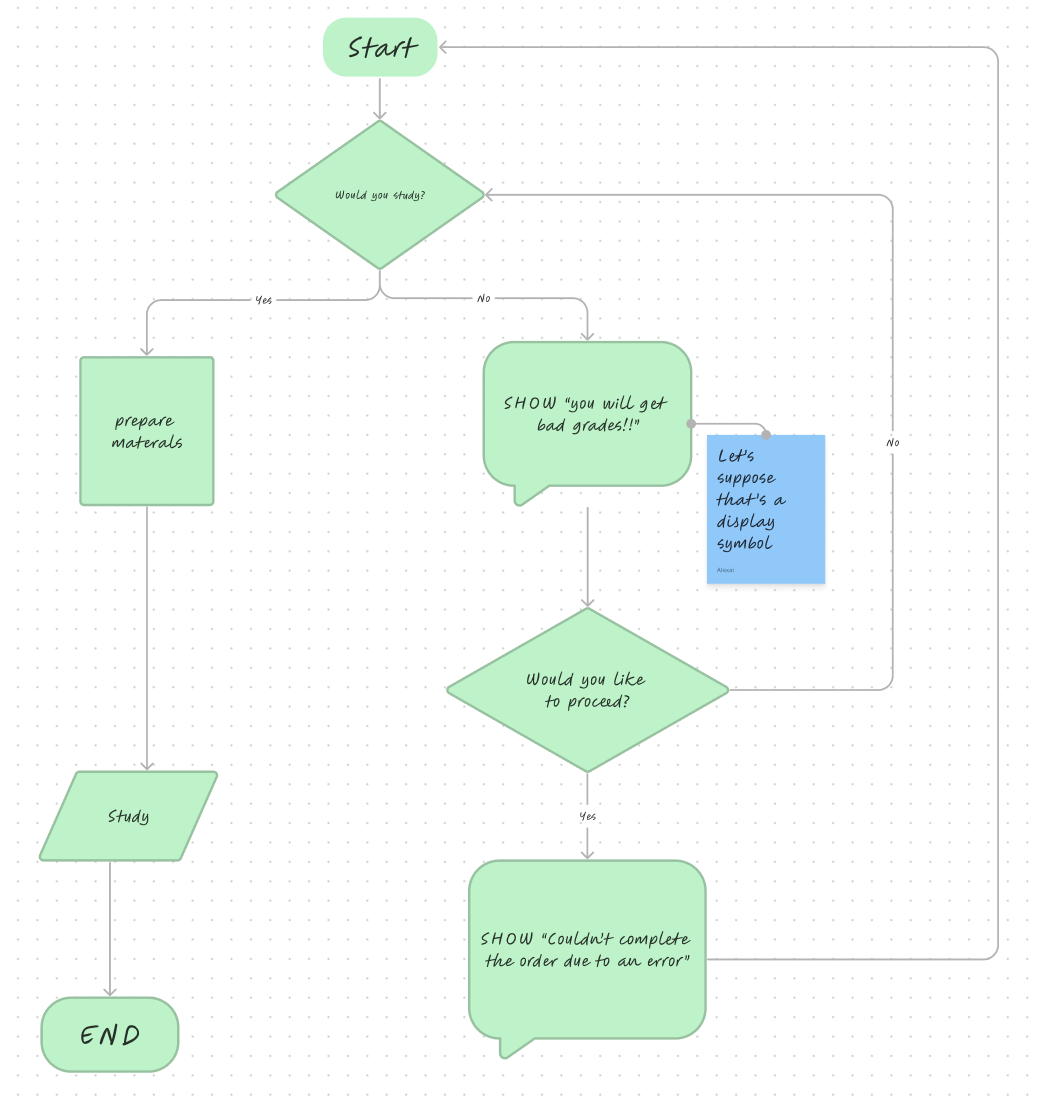 Start
Would you study?
Yes
No
SHOW "you will get
bad grades!!"
prepare
materals
Let's
suppose
that's a
display
symbol
No
Would you like
to proceed?
Yes
Study
SHOW "Couldn't complete
the order due to an error"
END